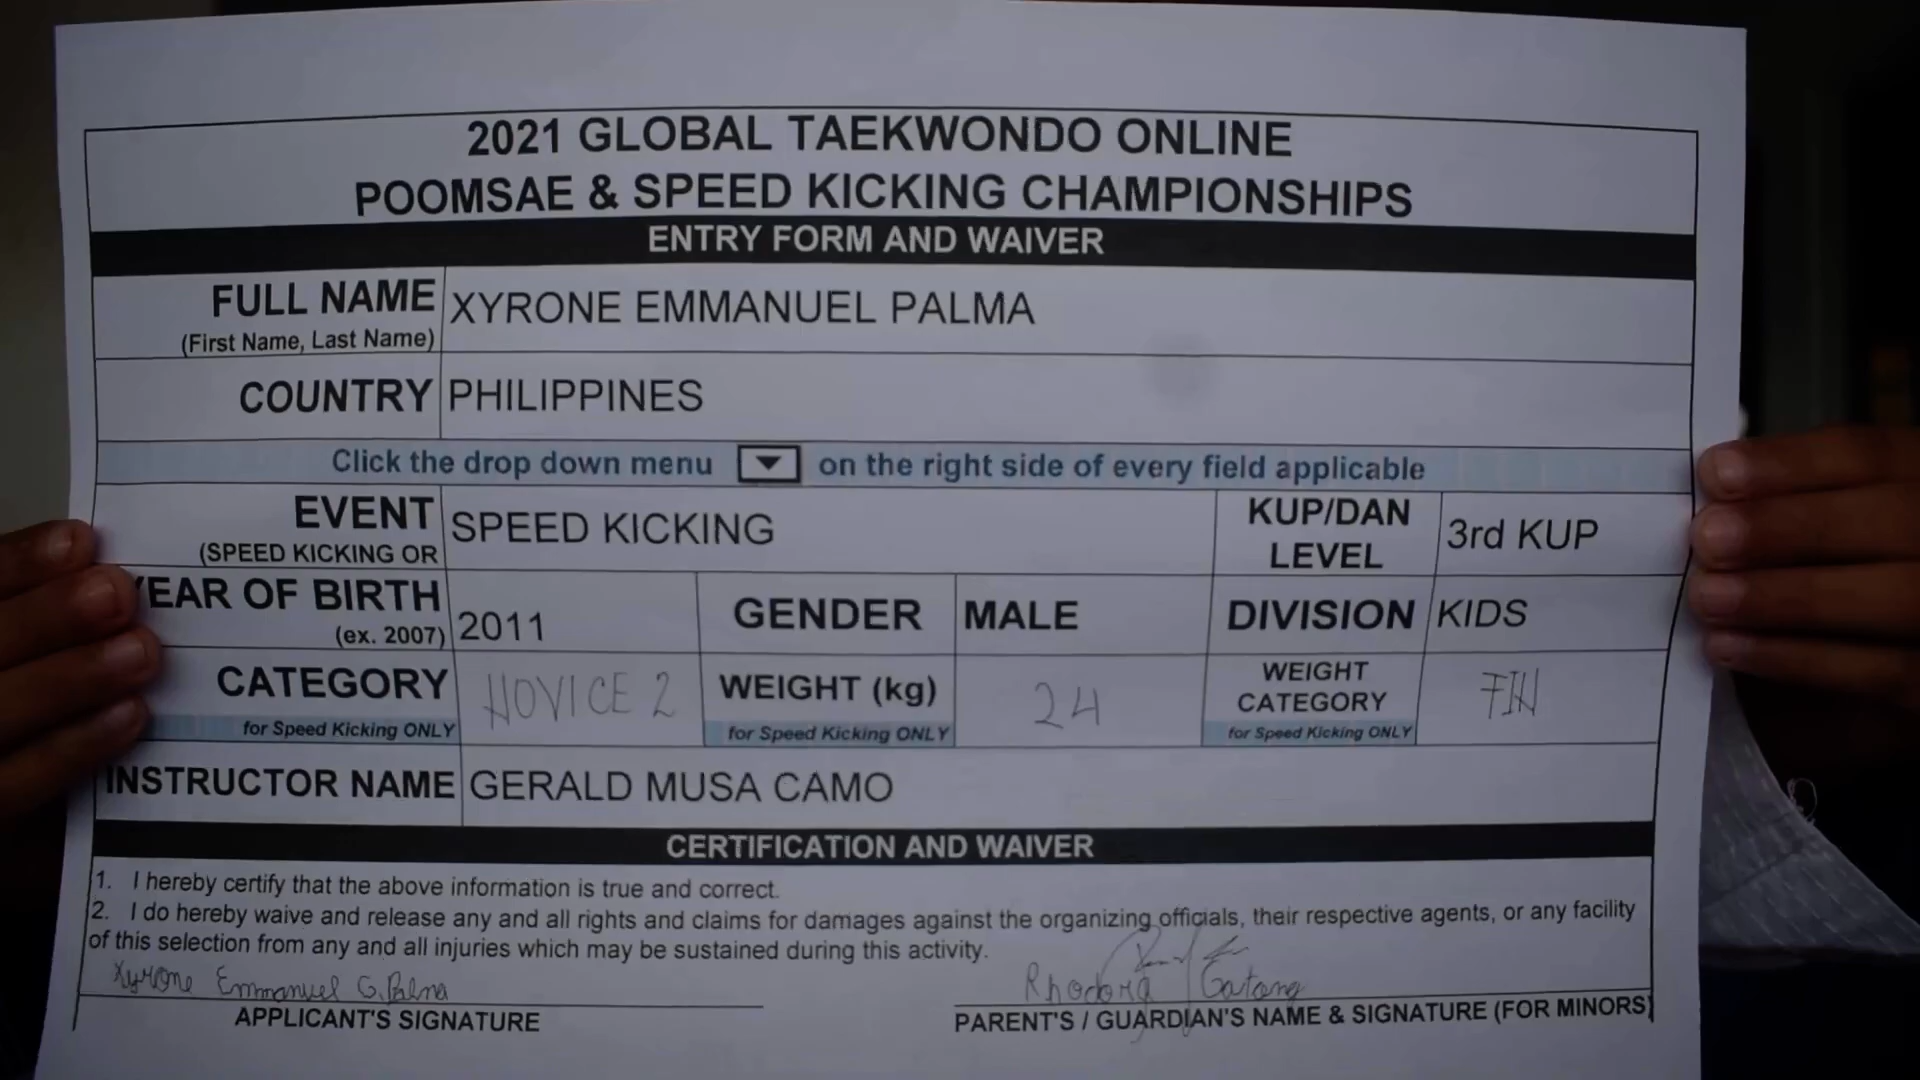 2021 GLOBAL TAEKWONDO ONLINE
POOMSAE & SPEED KICKING CHAMPIONSHIPS
ENTRY FORM AND WAIVER
FULL NAME XYRONE EMMANUEL PALMA
(First Name, Last Name)
COUNTRY PHILIPPINES
Click the drop down menu on the right side of every field applicable
EVENT SPEED KICKING KUP/DAN LEVEL 3rd KUP
(SPEED KICKING OR
EAR OF BIRTH 2011 GENDER MALE DIVISION KIDS
(ex. 2007)
CATEGORY NOVICE 2 WEIGHT (kg) 24 WEIGHT CATEGORY FIN
for Speed Kicking ONLY for Speed Kicking ONLY for Speed Kicking ONLY
INSTRUCTOR NAME GERALD MUSA CAMO
CERTIFICATION AND WAIVER
1. I hereby certify that the above information is true and correct.
2. I do hereby waive and release any and all rights and claims for damages against the organizing officials, their respective agents, or any facility
of this selection from any and all injuries which may be sustained during this activity.
Xyrone Emmanuel G. Palma Rhodora Gatong
APPLICANT'S SIGNATURE PARENT'S / GUARDIAN'S NAME & SIGNATURE (FOR MINORS)